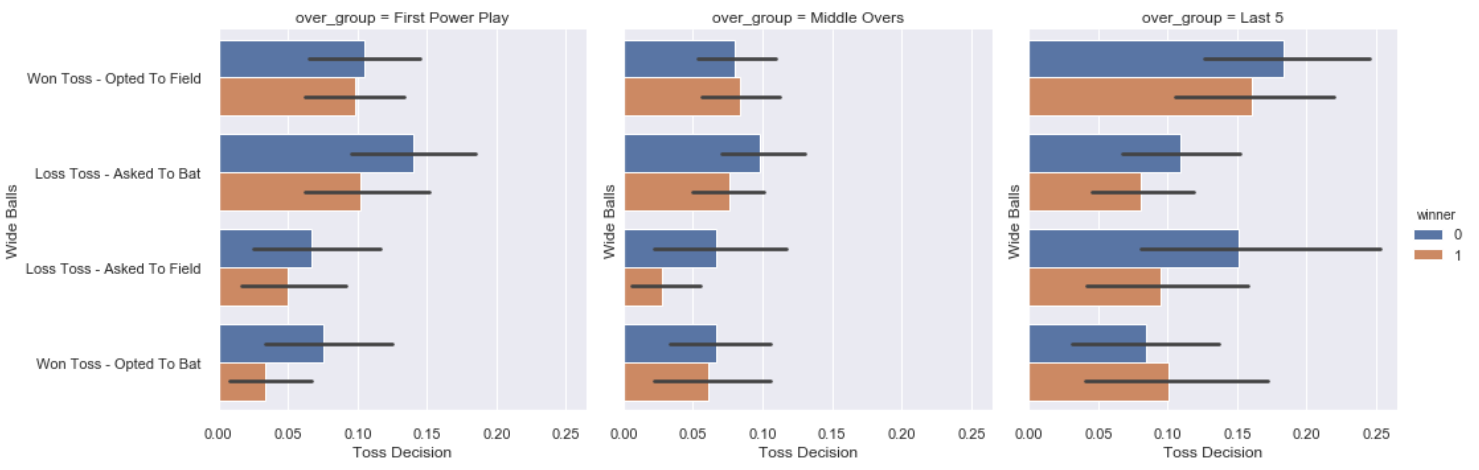 over_group = First Power Play
over_group = Middle Overs
over_group = Last 5
Wide Balls
Won Toss - Opted To Field
Loss Toss - Asked To Bat
Loss Toss - Asked To Field
Won Toss - Opted To Bat
0.00 0.05 0.10 0.15 0.20 0.25
Toss Decision
Wide Balls
0.00 0.05 0.10 0.15 0.20 0.25
Toss Decision
Wide Balls
0.00 0.05 0.10 0.15 0.20 0.25
Toss Decision
winner
0
1